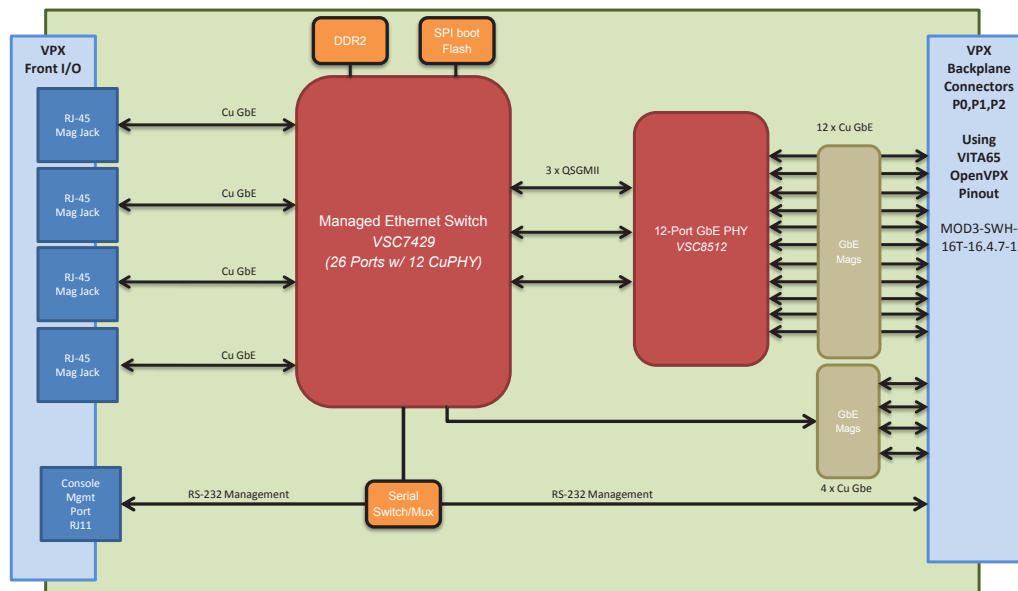 VPX
Front I/O
RJ-45
Mag Jack
RJ-45
Mag Jack
RJ-45
Mag Jack
RJ-45
Mag Jack
Console
Mgmt
Port
RJ11
Cu GbE
Cu GbE
Cu GbE
Cu GbE
RS-232 Management
DDR2
SPI boot
Flash
Managed Ethernet Switch
VSC7429
(26 Ports w/ 12 CuPHY)
Serial
Switch/Mux
3 x QSGMII
12-Port GbE PHY
VSC8512
12 x Cu GbE
GbE
Mags
GbE
Mags
4 x Cu Gbe
RS-232 Management
VPX
Backplane
Connectors
P0,P1,P2
Using
VITA65
OpenVPX
Pinout
MOD3-SWH-
16T-16.4.7-1